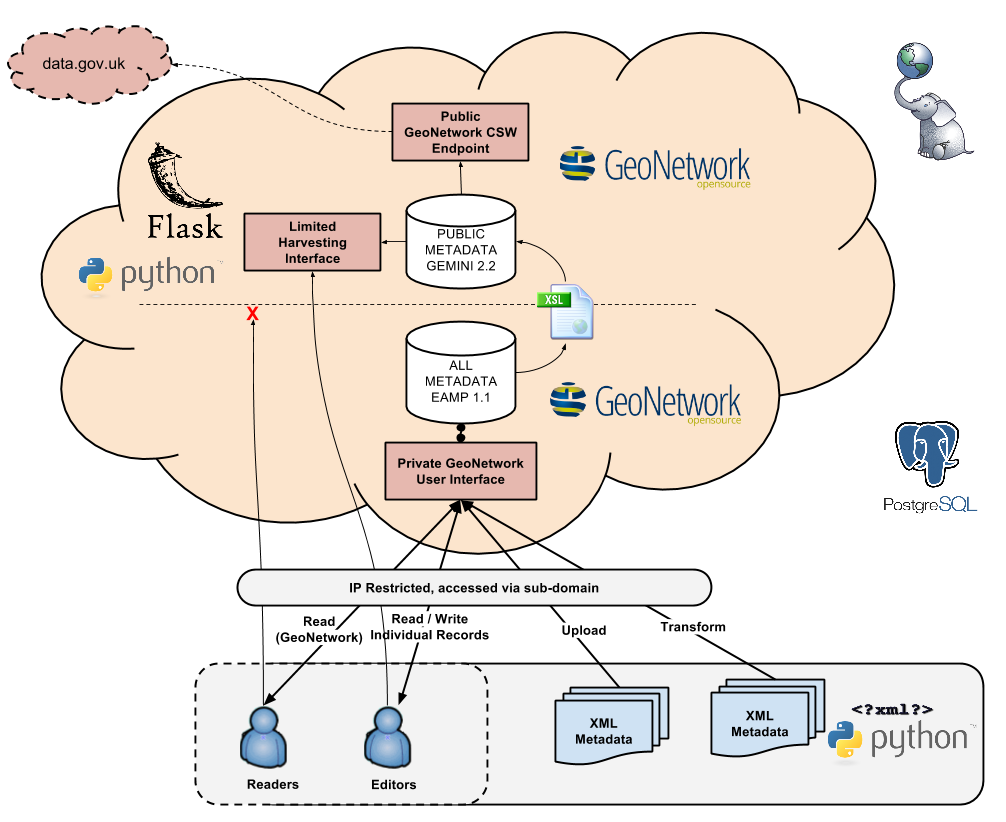 data.gov.uk
Public
GeoNetwork CSW
Endpoint
GeoNetwork
opensource
Flask
python
Limited
Harvesting
Interface
PUBLIC
METADATA
GEMINI 2.2
XSL
X
ALL
METADATA
EAMP 1.1
GeoNetwork
opensource
Private GeoNetwork
User Interface
PostgreSQL
IP Restricted, accessed via sub-domain
Read
(GeoNetwork)
Read / Write
Individual Records
Upload
Transform
XML
Metadata
XML
Metadata
<?xml?>
python
Readers
Editors